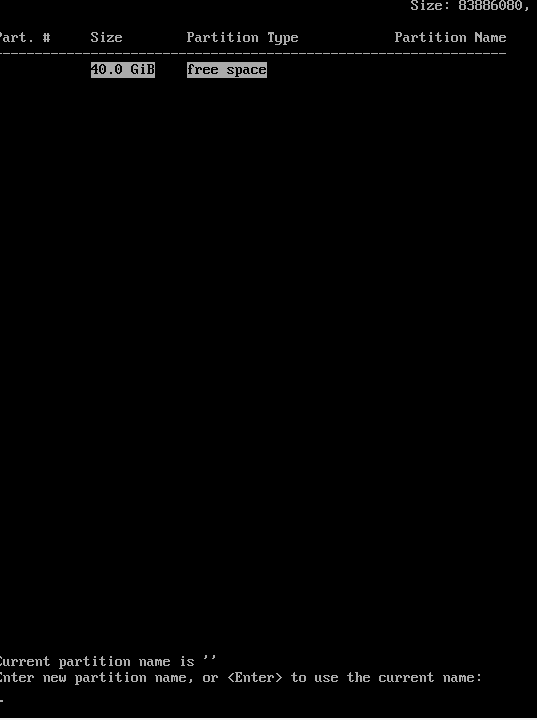 Size: 83886080,
Part. # Size Partition Type Partition Name
40.0 GiB free space
Current partition name is ''
Enter new partition name, or <Enter> to use the current name: